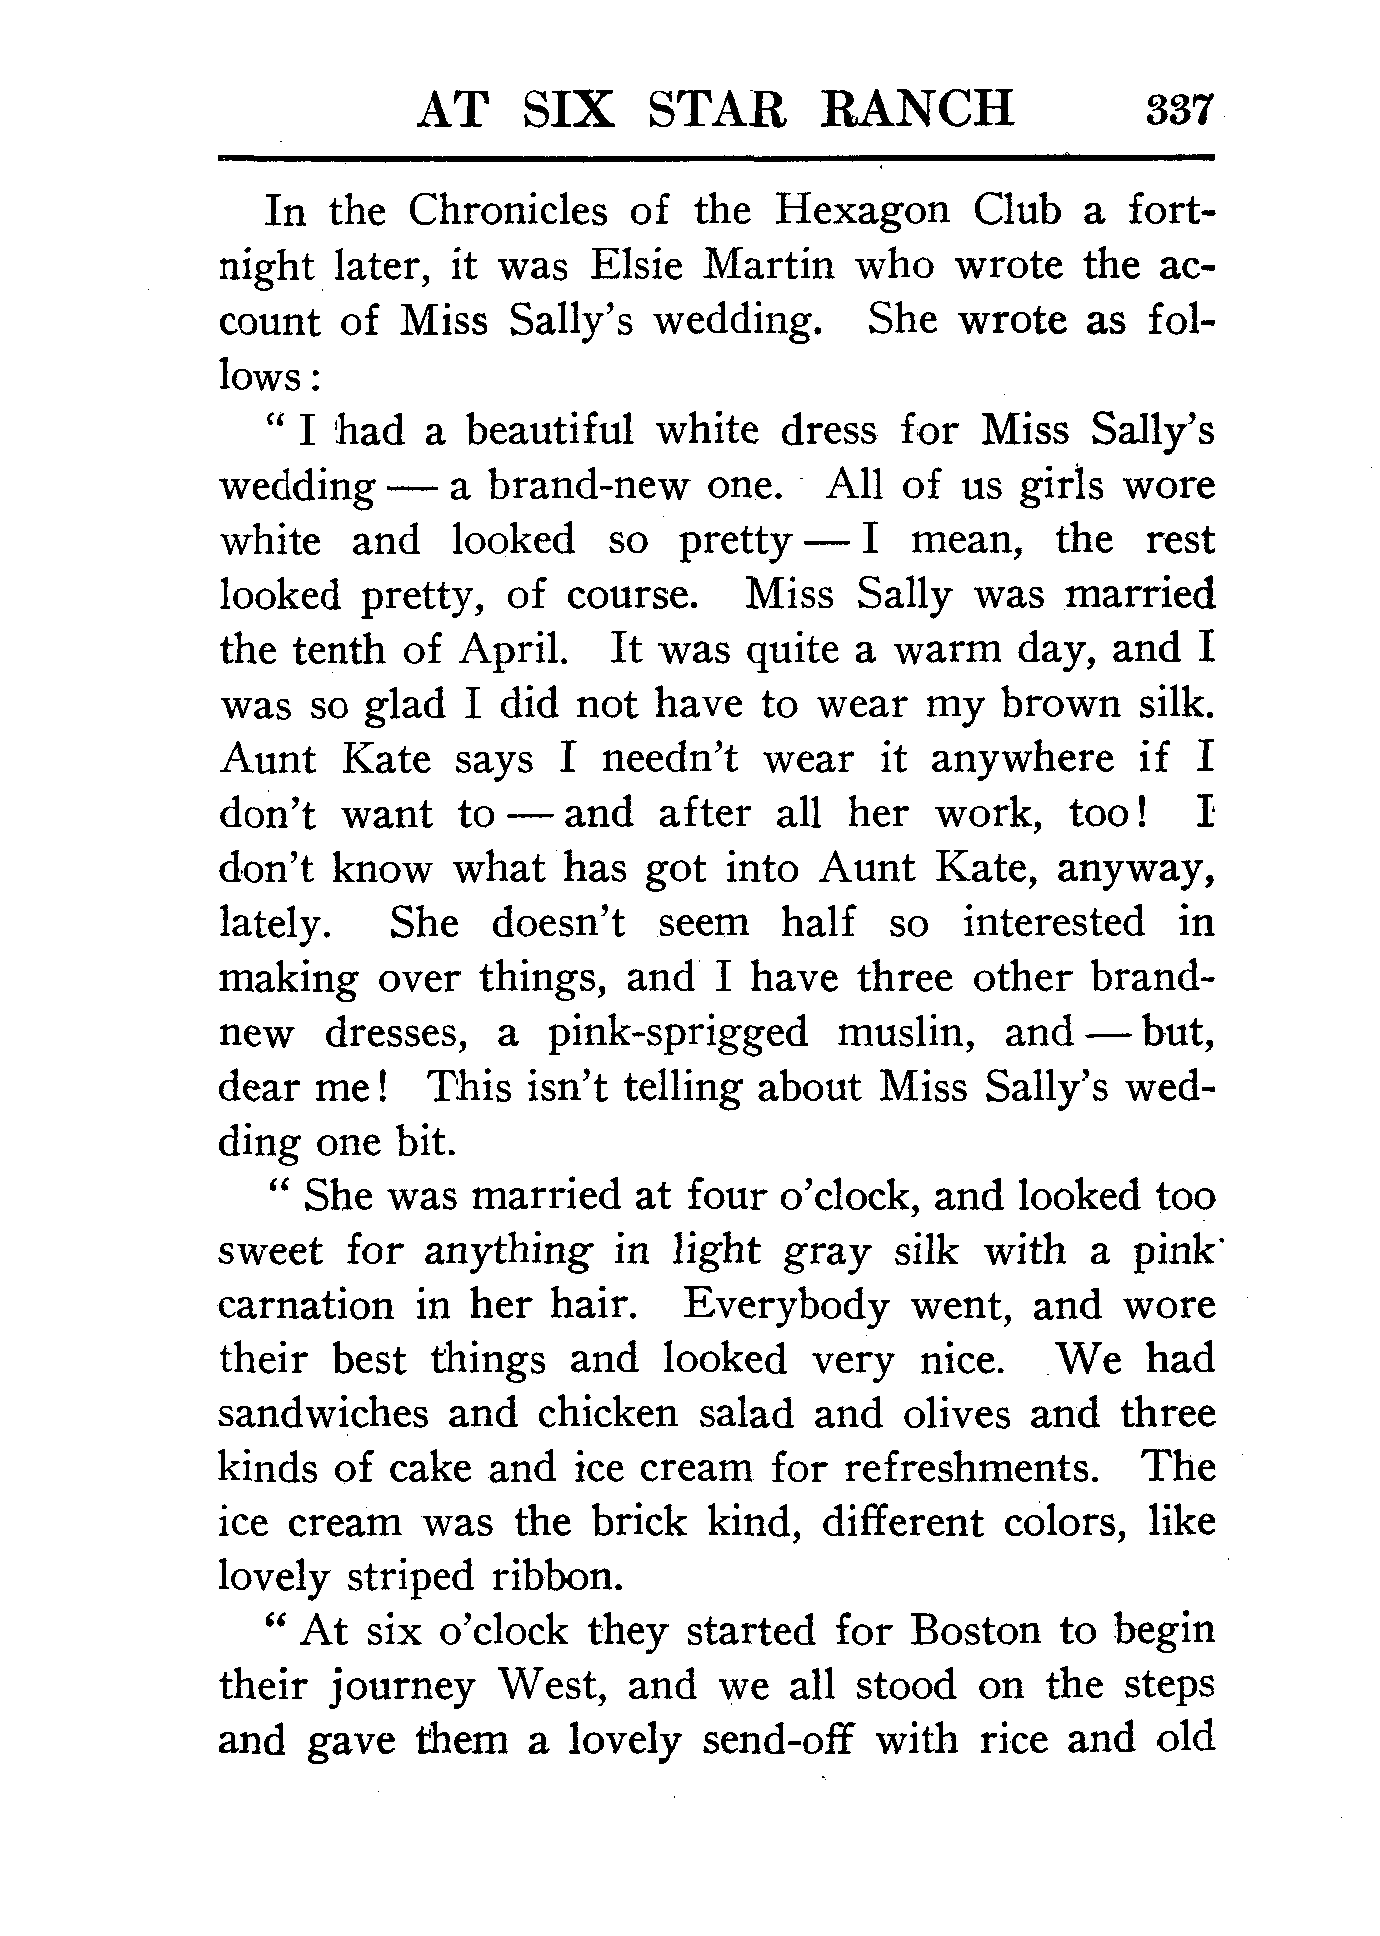 AT SIX STAR RANCH 337
In the Chronicles of the Hexagon Club a fort-
night later, it was Elsie Martin who wrote the ac-
count of Miss Sally's wedding. She wrote as fol-
lows:
" I had a beautiful white dress for Miss Sally's
wedding — a brand-new one. All of us girls wore
white and looked so pretty — I mean, the rest
looked pretty, of course. Miss Sally was married
the tenth of April. It was quite a warm day, and I
was so glad I did not have to wear my brown silk.
Aunt Kate says I needn't wear it anywhere if I
don't want to — and after all her work, too! I
don't know what has got into Aunt Kate, anyway,
lately. She doesn't seem half so interested in
making over things, and I have three other brand-
new dresses, a pink-sprigged muslin, and — but,
dear me! This isn't telling about Miss Sally's wed-
ding one bit.
" She was married at four o'clock, and looked too
sweet for anything in light gray silk with a pink
carnation in her hair. Everybody went, and wore
their best things and looked very nice. We had
sandwiches and chicken salad and olives and three
kinds of cake and ice cream for refreshments. The
ice cream was the brick kind, different colors, like
lovely striped ribbon.
" At six o'clock they started for Boston to begin
their journey West, and we all stood on the steps
and gave them a lovely send-off with rice and old